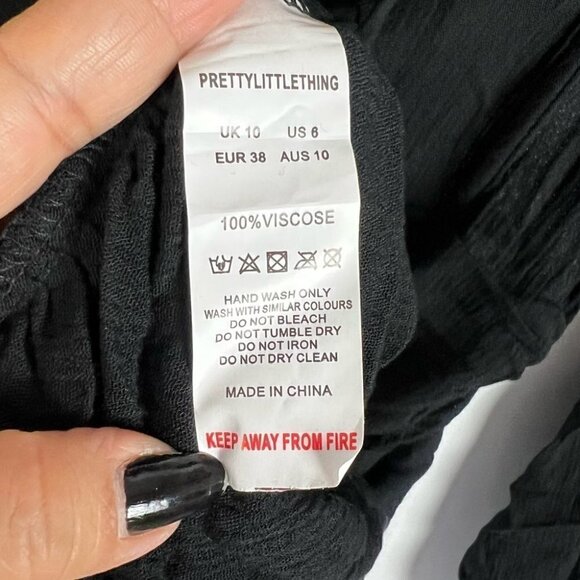 PRETTYLITTLETHING
UK 10 US 6
EUR 38 AUS 10
100%VISCOSE
HAND WASH ONLY
WASH WITH SIMILAR COLOURS
DO NOT BLEACH
DO NOT TUMBLE DRY
DO NOT IRON
DO NOT DRY CLEAN
MADE IN CHINA
KEEP AWAY FROM FIRE